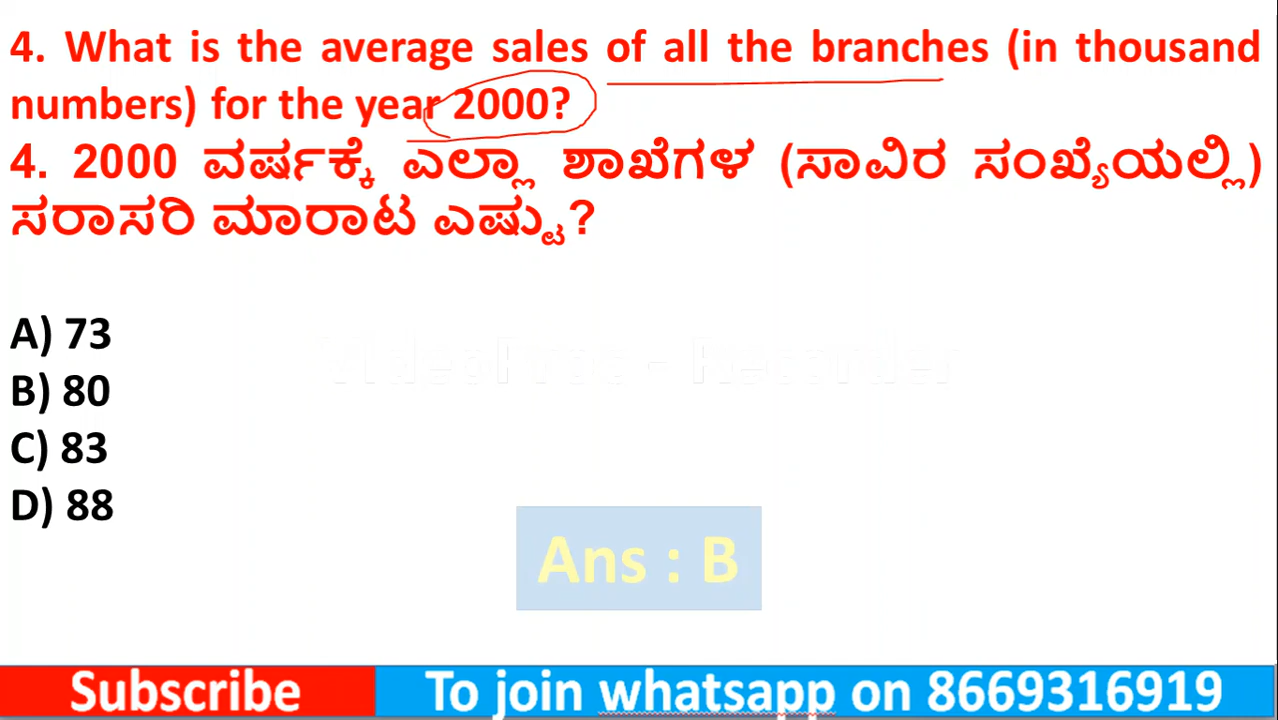 4. What is the average sales of all the branches (in thousand
numbers) for the year 2000?
4. 2000 ವರ್ಷಕ್ಕೆ ಎಲ್ಲಾ ಶಾಖೆಗಳ (ಸಾವಿರ ಸಂಖ್ಯೆಯಲ್ಲಿ)
ಸರಾಸರಿ ಮಾರಾಟ ಎಷ್ಟು?
A) 73
B) 80
VideoProc - Recorder
C) 83
D) 88
Ans : B
Subscribe To join whatsapp on 8669316919